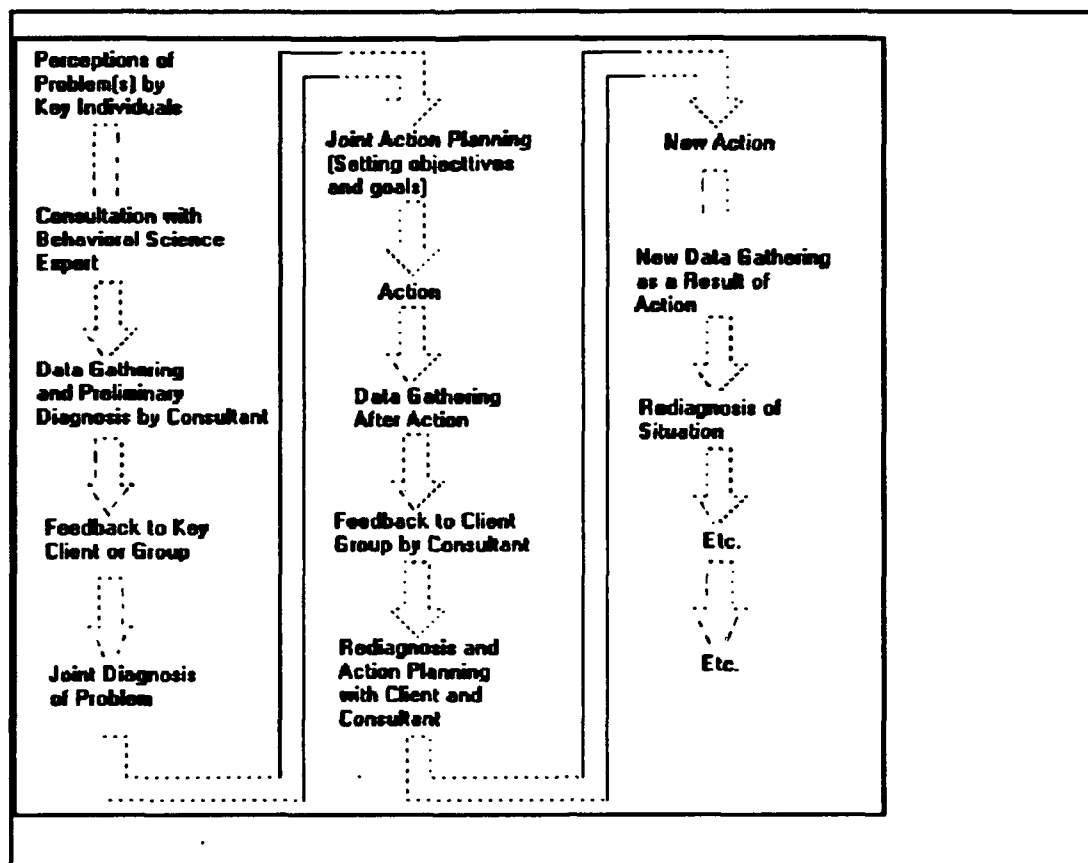 Perceptions of
Problem(s) by
Key Individuals
Consultation with
Behavioral Science
Expert
Data Gathering
and Preliminary
Diagnosis by Consultant
Feedback to Key
Client or Group
Joint Diagnosis
of Problem
Joint Action Planning
(Setting objecttives
and goals)
Action
Data Gathering
After Action
Feedback to Client
Group by Consultant
Rediagnosis and
Action Planning
with Client and
Consultant
New Action
New Data Gathering
as a Result of
Action
Rediagnosis of
Situation
Etc.
Etc.